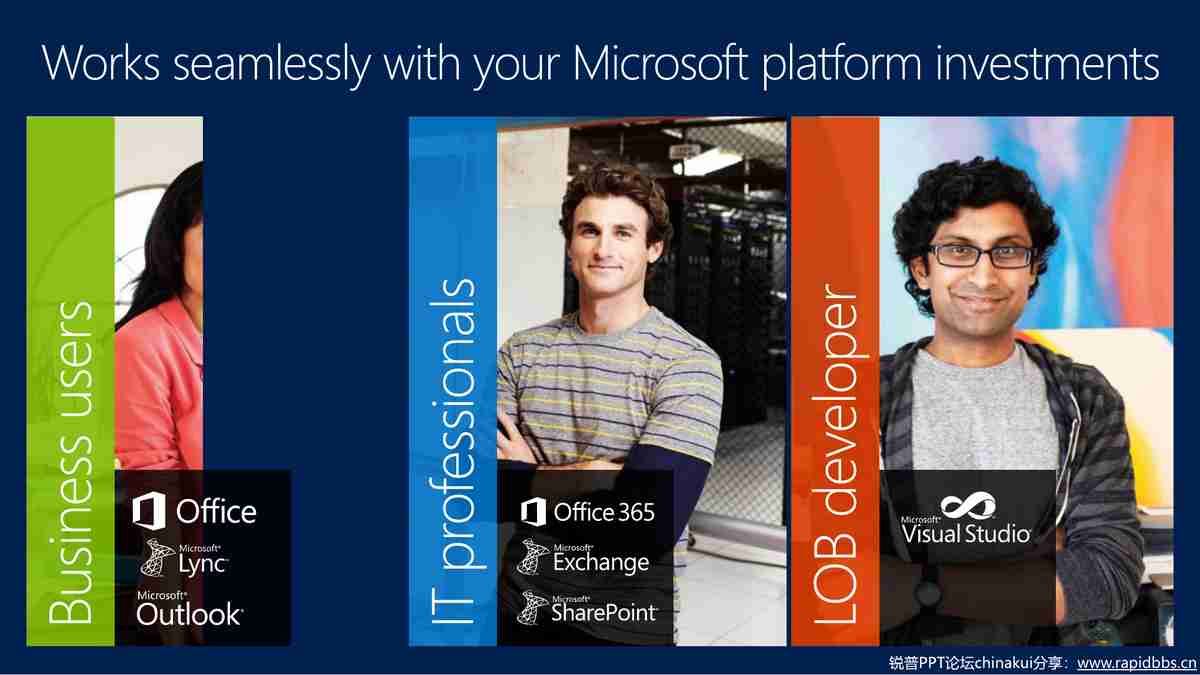 Works seamlessly with your Microsoft platform investments
Business users
Office
Microsoft®
Lync™
Microsoft®
Outlook®
IT professionals
Office 365
Microsoft®
Exchange
Microsoft®
SharePoint®
LOB developer
Microsoft®
Visual Studio®
锐普PPT论坛chinakui分享：www.rapidbbs.cn